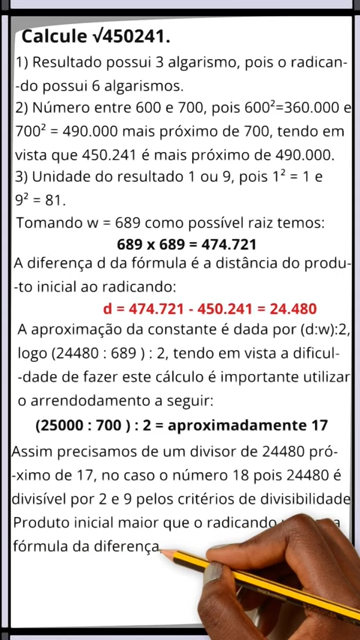 Calcule √450241.
1) Resultado possui 3 algarismo, pois o radican-
-do possui 6 algarismos.
2) Número entre 600 e 700, pois 600²=360.000 e
700² = 490.000 mais próximo de 700, tendo em
vista que 450.241 é mais próximo de 490.000.
3) Unidade do resultado 1 ou 9, pois 1² = 1 e
9² = 81.
Tomando w = 689 como possível raiz temos:
689 x 689 = 474.721
A diferença d da fórmula é a distância do produ-
-to inicial ao radicando:
d = 474.721 - 450.241 = 24.480
A aproximação da constante é dada por (d:w):2,
logo (24480 : 689 ) : 2, tendo em vista a dificul-
-dade de fazer este cálculo é importante utilizar
o arrendodamento a seguir:
(25000 : 700 ) : 2 = aproximadamente 17
Assim precisamos de um divisor de 24480 pró-
-ximo de 17, no caso o número 18 pois 24480 é
divisível por 2 e 9 pelos critérios de divisibilidade
Produto inicial maior que o radicando
fórmula da diferença